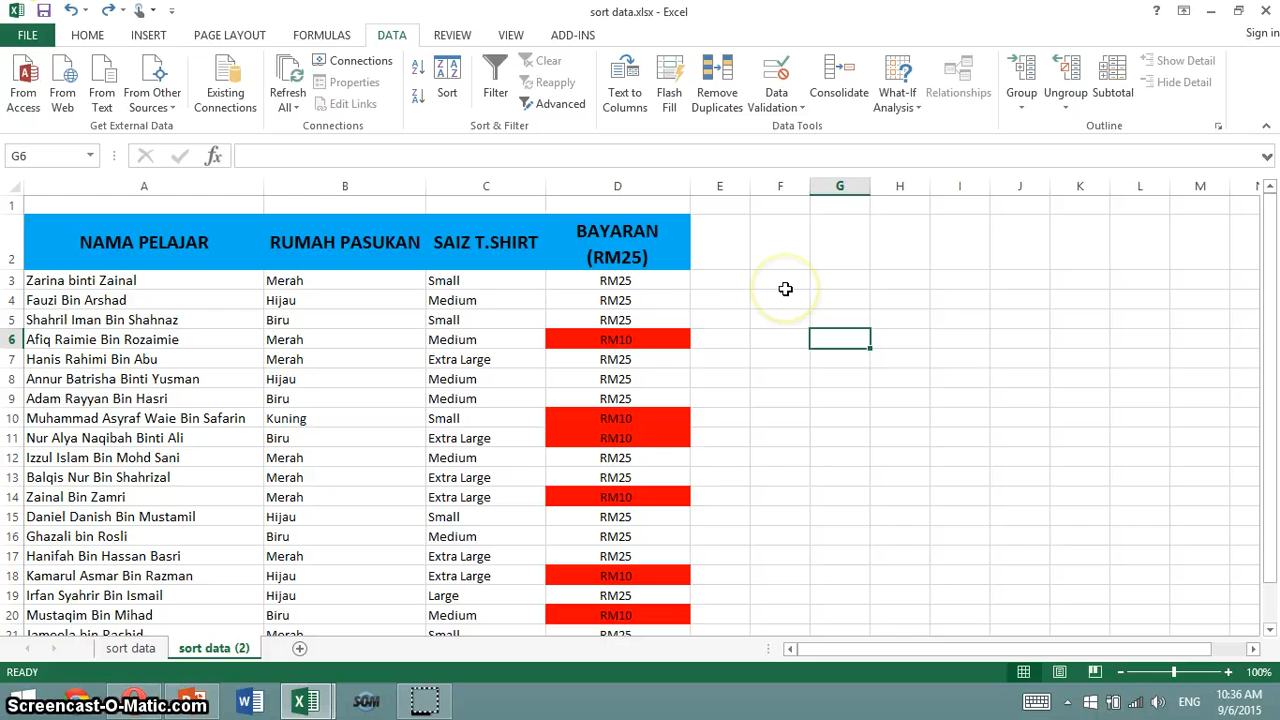 sort data.xlsx - Excel
?
FILE HOME INSERT PAGE LAYOUT FORMULAS DATA REVIEW VIEW ADD-INS Sign in
From Access
From Web
From Text
From Other Sources
Existing Connections
Get External Data
Refresh All
Connections
Properties
Edit Links
Connections
A Z
Z A
Sort
Filter
Clear
Reapply
Advanced
Sort & Filter
Text to Columns
Flash Fill
Remove Duplicates
Data Validation
Consolidate
What-If Analysis
Relationships
Data Tools
Group
Ungroup
Subtotal
Show Detail
Hide Detail
Outline
G6 fx
A B C D E F G H I J K L M
1
2 NAMA PELAJAR RUMAH PASUKAN SAIZ T.SHIRT BAYARAN (RM25)
3 Zarina binti Zainal Merah Small RM25
4 Fauzi Bin Arshad Hijau Medium RM25
5 Shahril Iman Bin Shahnaz Biru Small RM25
6 Afiq Raimie Bin Rozaimie Merah Medium RM10
7 Hanis Rahimi Bin Abu Merah Extra Large RM25
8 Annur Batrisha Binti Yusman Hijau Medium RM25
9 Adam Rayyan Bin Hasri Biru Medium RM25
10 Muhammad Asyraf Waie Bin Safarin Kuning Small RM10
11 Nur Alya Naqibah Binti Ali Biru Extra Large RM10
12 Izzul Islam Bin Mohd Sani Merah Medium RM25
13 Balqis Nur Bin Shahrizal Merah Extra Large RM25
14 Zainal Bin Zamri Merah Extra Large RM10
15 Daniel Danish Bin Mustamil Hijau Small RM25
16 Ghazali bin Rosli Biru Medium RM25
17 Hanifah Bin Hassan Basri Merah Extra Large RM25
18 Kamarul Asmar Bin Razman Hijau Extra Large RM10
19 Irfan Syahrir Bin Ismail Hijau Large RM25
20 Mustaqim Bin Mihad Biru Medium RM10
21 Jameela bin Rashid Merah Small RM25
sort data sort data (2)
READY 100%
Screencast-O-Matic.com
SOM
ENG
10:36 AM
9/6/2015